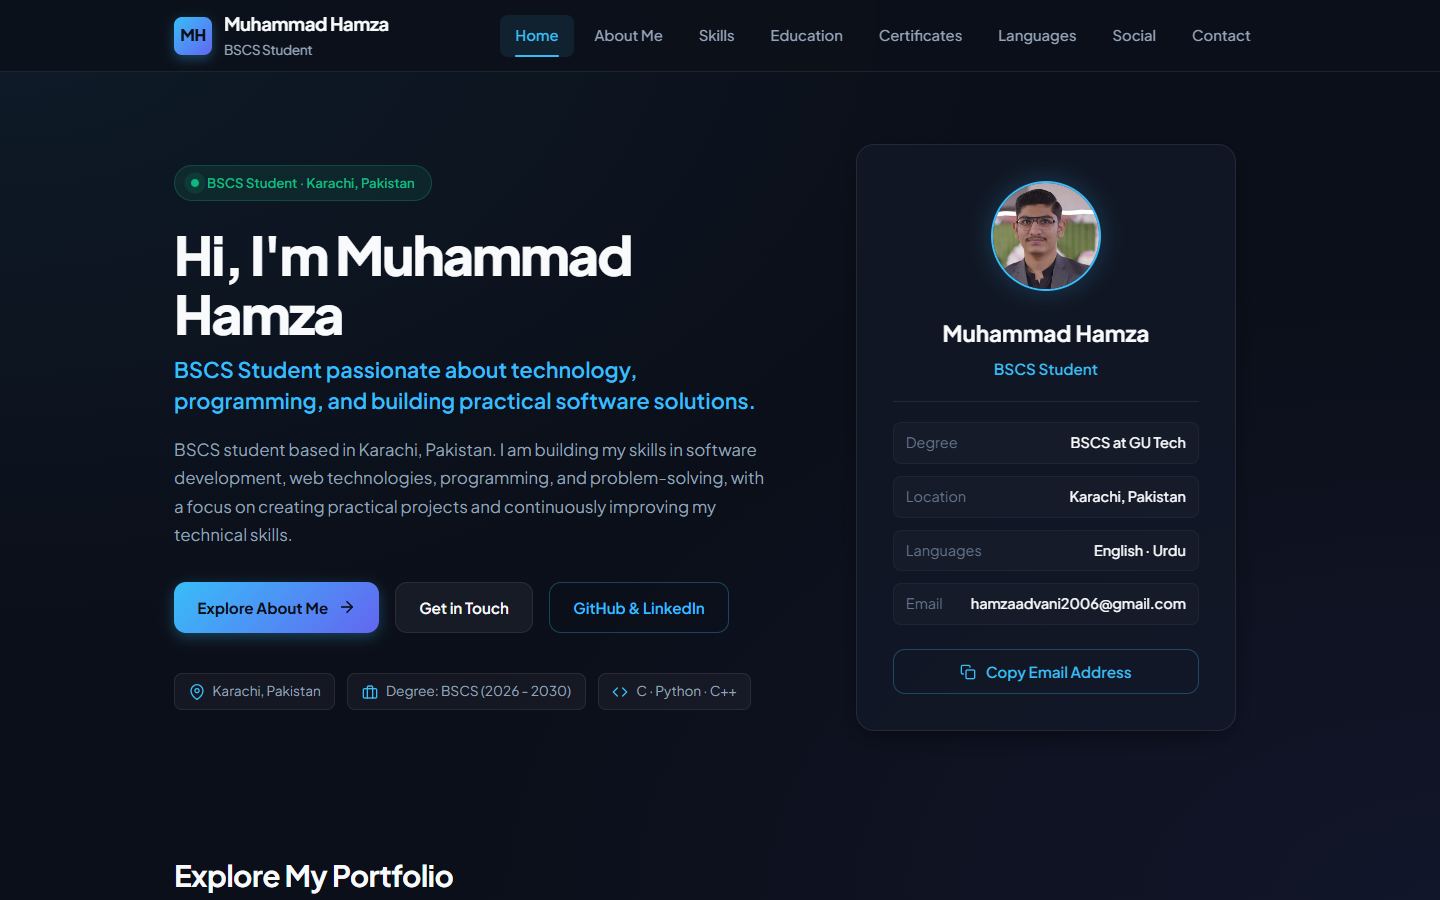 MH
Muhammad Hamza
BSCS Student
Home
About Me
Skills
Education
Certificates
Languages
Social
Contact
BSCS Student · Karachi, Pakistan
Hi, I'm Muhammad
Hamza
BSCS Student passionate about technology,
programming, and building practical software solutions.
BSCS student based in Karachi, Pakistan. I am building my skills in software
development, web technologies, programming, and problem-solving, with
a focus on creating practical projects and continuously improving my
technical skills.
Explore About Me
Get in Touch
GitHub & LinkedIn
Karachi, Pakistan
Degree: BSCS (2026 - 2030)
C · Python · C++
Muhammad Hamza
BSCS Student
Degree BSCS at GU Tech
Location Karachi, Pakistan
Languages English · Urdu
Email hamzaadvani2006@gmail.com
Copy Email Address
Explore My Portfolio